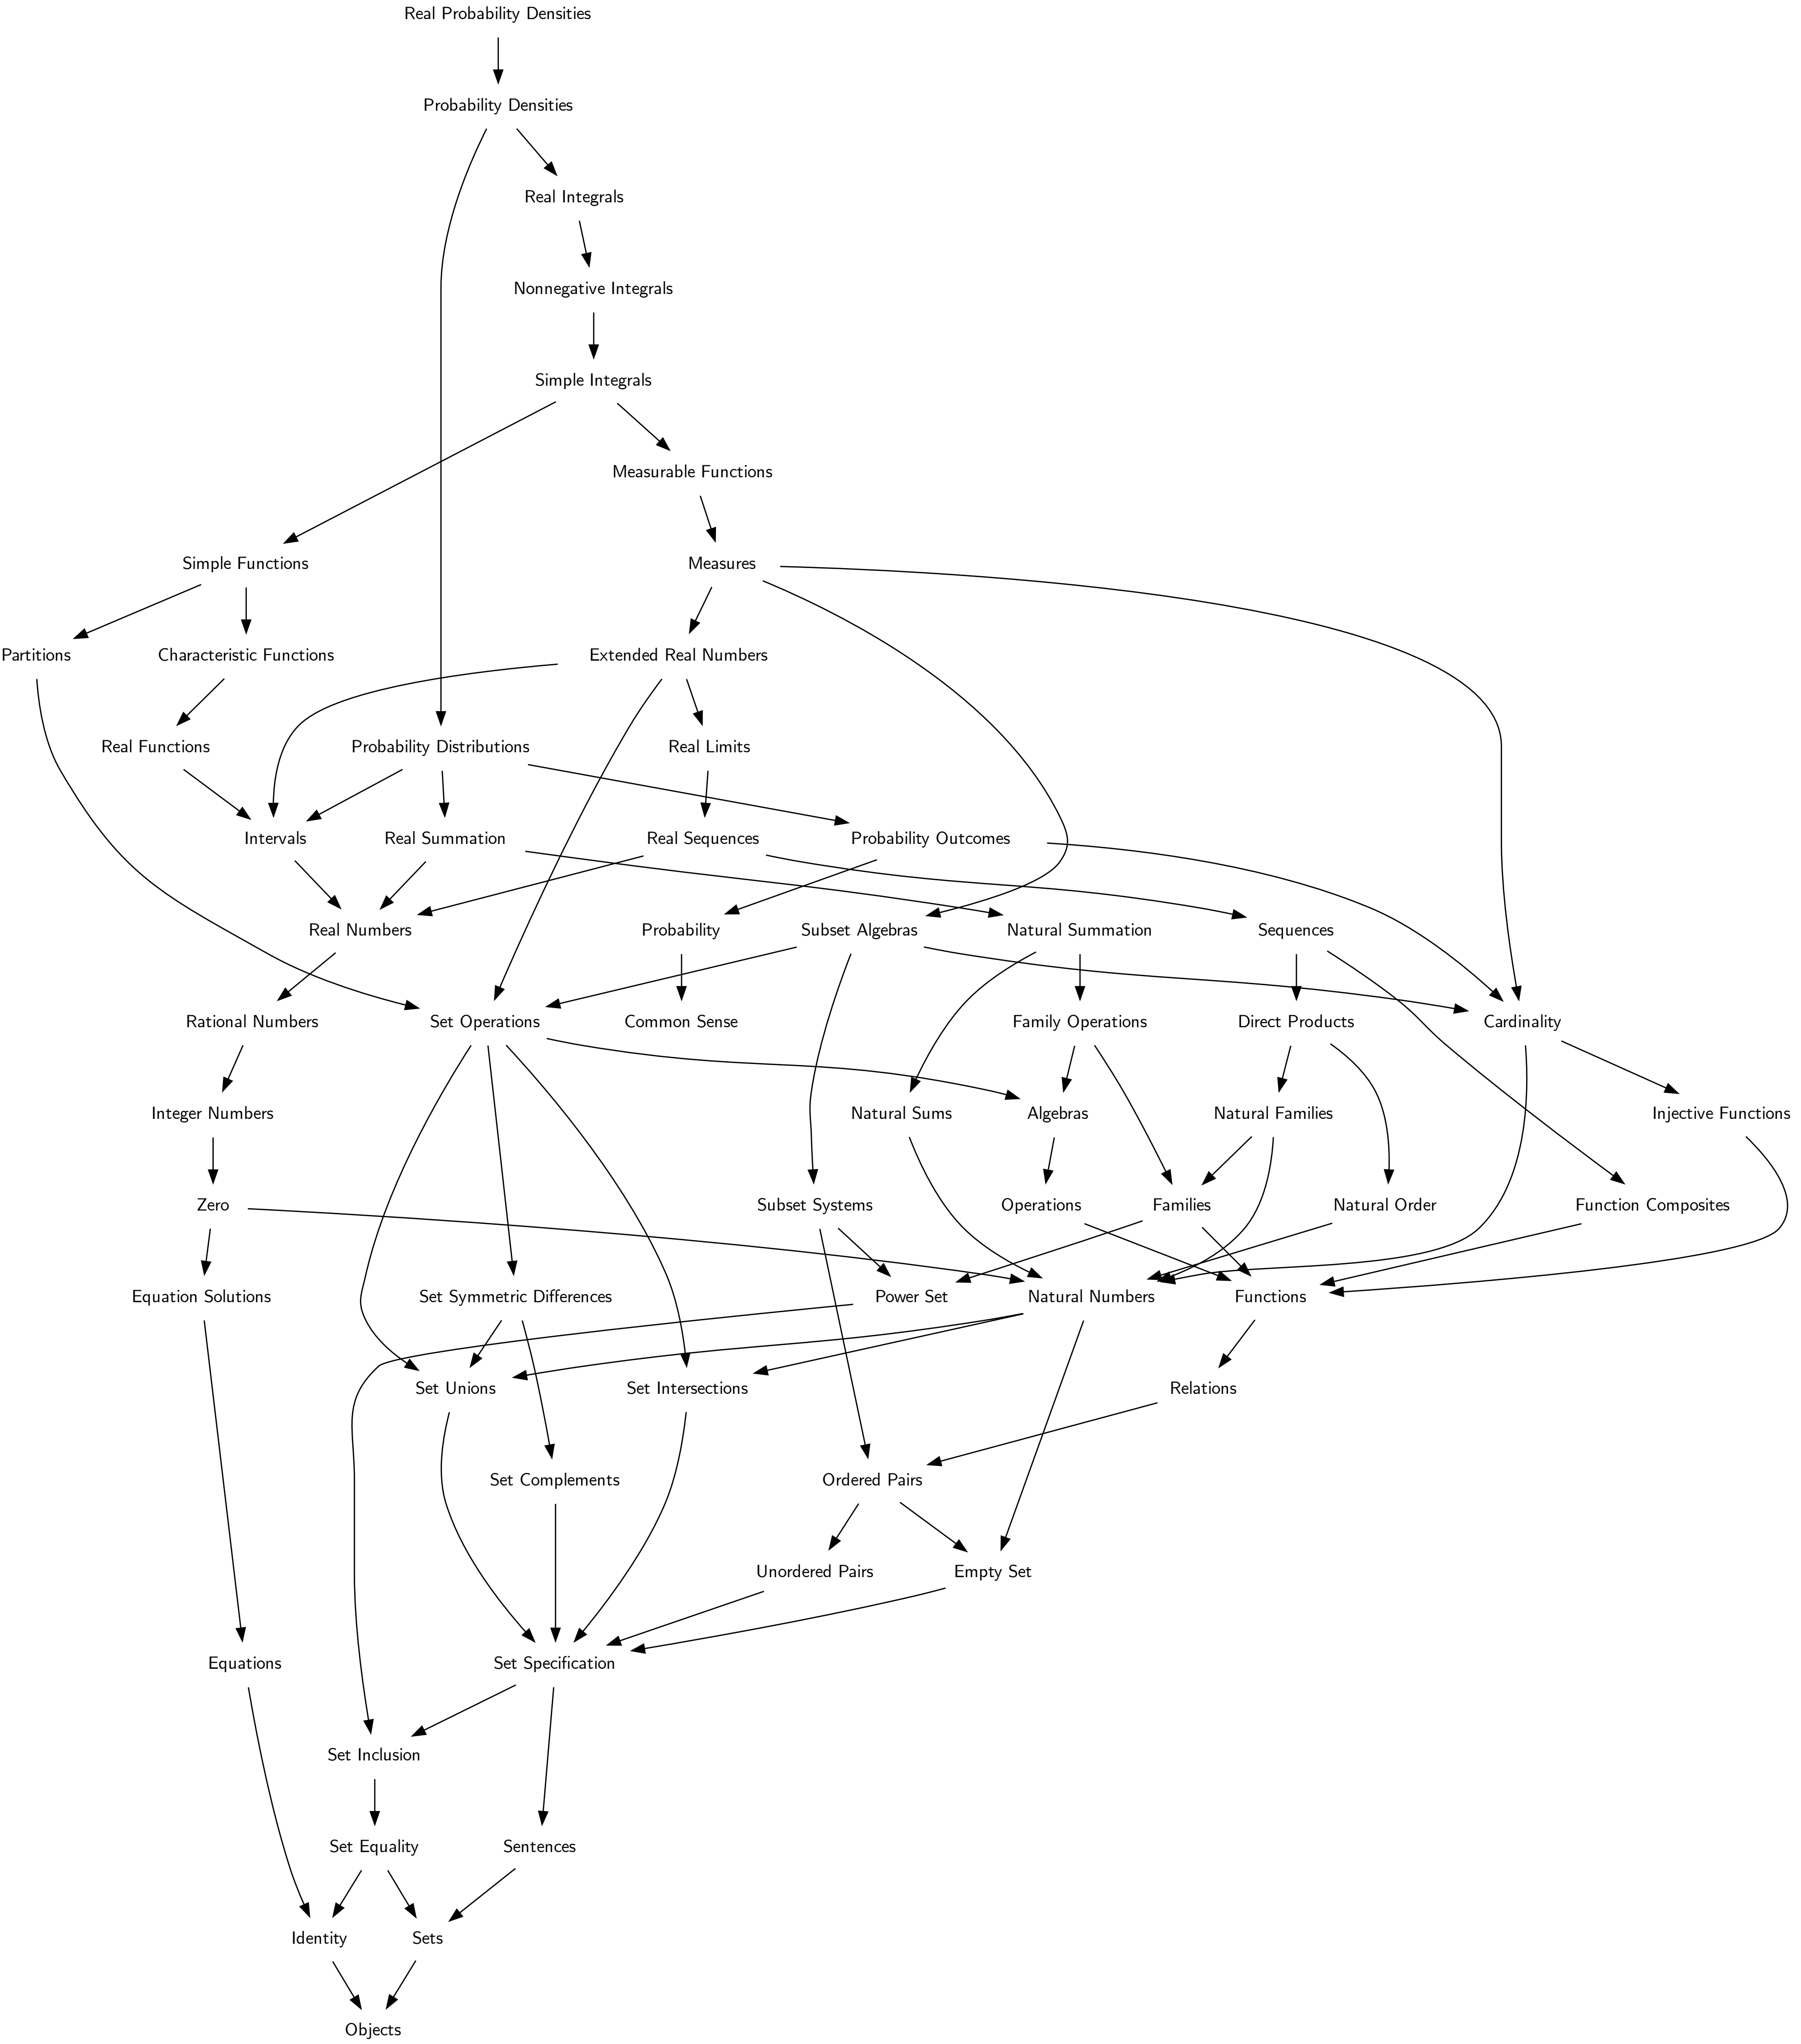 Real Probability Densities
Probability Densities
Real Integrals
Nonnegative Integrals
Simple Integrals
Measurable Functions
Simple Functions
Measures
Partitions
Characteristic Functions
Extended Real Numbers
Real Functions
Probability Distributions
Real Limits
Intervals
Real Summation
Real Sequences
Probability Outcomes
Real Numbers
Probability
Subset Algebras
Natural Summation
Sequences
Rational Numbers
Set Operations
Common Sense
Family Operations
Direct Products
Cardinality
Integer Numbers
Natural Sums
Algebras
Natural Families
Injective Functions
Zero
Subset Systems
Operations
Families
Natural Order
Function Composites
Equation Solutions
Set Symmetric Differences
Power Set
Natural Numbers
Functions
Set Unions
Set Intersections
Relations
Set Complements
Ordered Pairs
Unordered Pairs
Empty Set
Equations
Set Specification
Set Inclusion
Set Equality
Sentences
Identity
Sets
Objects